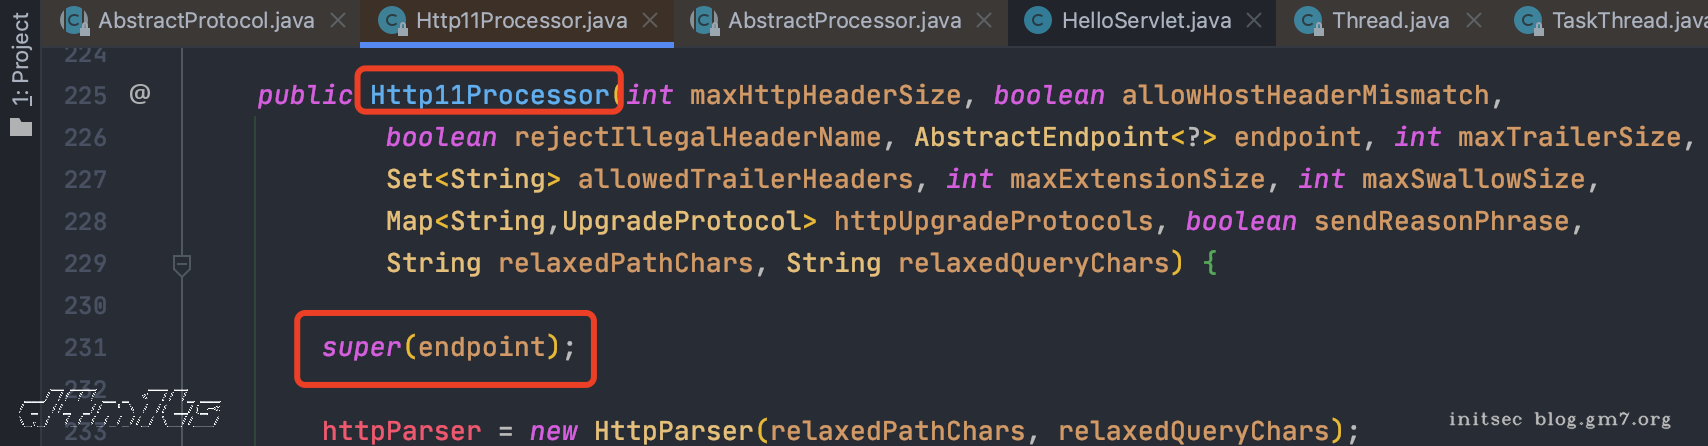 AbstractProtocol.java Http11Processor.java AbstractProcessor.java HelloServlet.java Thread.java TaskThread.jav
1: Project
224
225 @ public Http11Processor(int maxHttpHeaderSize, boolean allowHostHeaderMismatch,
226 boolean rejectIllegalHeaderName, AbstractEndpoint<?> endpoint, int maxTrailerSize,
227 Set<String> allowedTrailerHeaders, int maxExtensionSize, int maxSwallowSize,
228 Map<String,UpgradeProtocol> httpUpgradeProtocols, boolean sendReasonPhrase,
229 String relaxedPathChars, String relaxedQueryChars) {
230
231 super(endpoint);
232
233 httpParser = new HttpParser(relaxedPathChars, relaxedQueryChars);
initsec blog.gm7.org